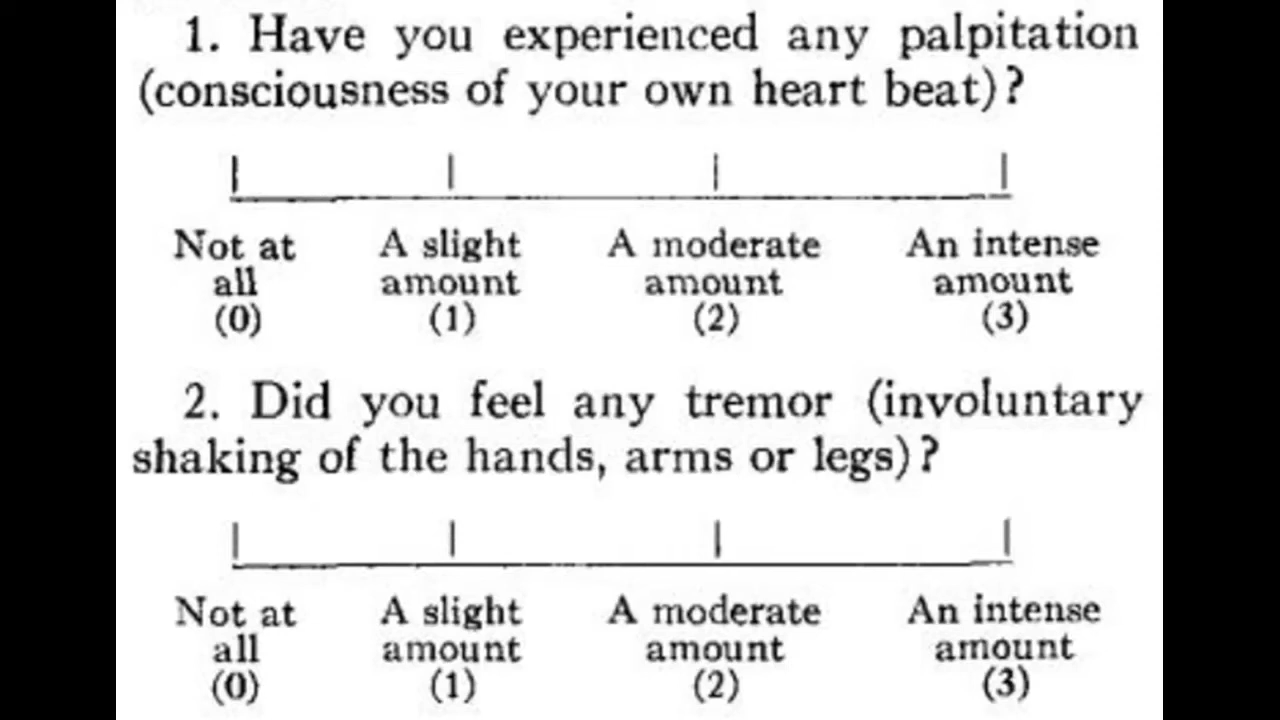 1. Have you experienced any palpitation
(consciousness of your own heart beat)?
Not at A slight A moderate An intense
all amount amount amount
(0) (1) (2) (3)
2. Did you feel any tremor (involuntary
shaking of the hands, arms or legs)?
Not at A slight A moderate An intense
all amount amount amount
(0) (1) (2) (3)